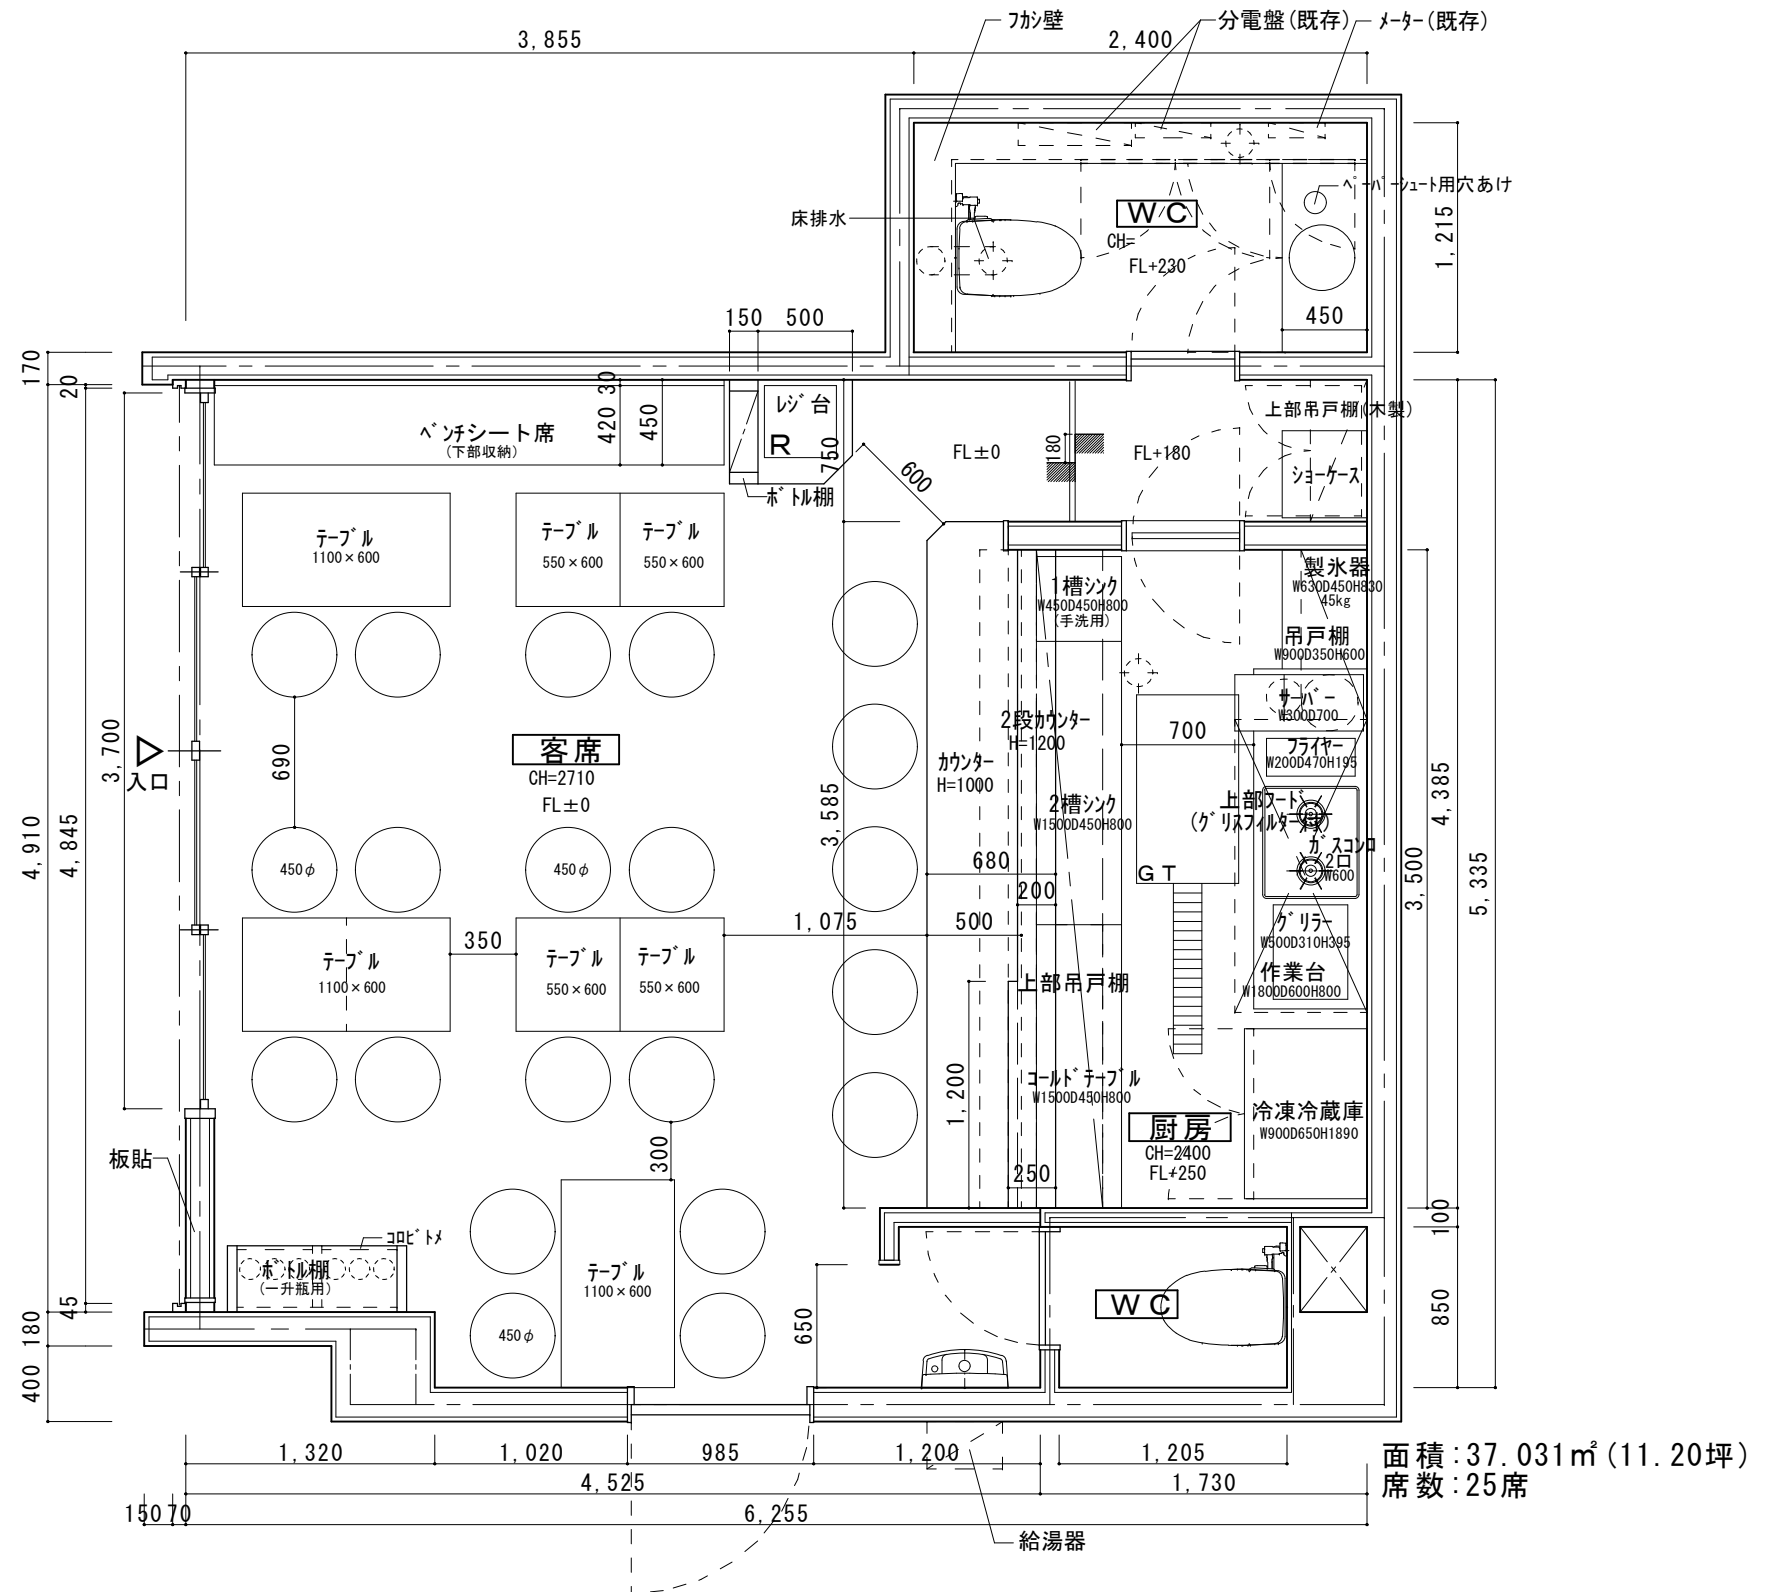 3,855
2,400
フカシ壁
分電盤(既存)
メーター(既存)
ペーパーシュート用穴あけ
床排水
WC
CH=
FL+230
1,215
450
150
500
170
20
420
30
450
ベンチシート席
(下部収納)
レジ台
R
750
ボトル棚
600
FL±0
180
FL+180
上部吊戸棚(木製)
ショーケース
テーブル
1100×600
テーブル
550×600
テーブル
550×600
1槽シンク
W450D450H800
(手洗用)
製氷器
W630D450H830
45kg
吊戸棚
W900D350H600
サーバー
W300D700
フライヤー
W200D470H195
3,700
入口
690
客席
CH=2710
FL±0
2段カウンター
H=1200
カウンター
H=1000
700
2槽シンク
W1500D450H800
上部フード
3,585
ガスコンロ
2口
W600
450φ
450φ
680
200
GT
4,910
4,845
4,385
3,500
5,335
テーブル
1100×600
350
テーブル
550×600
テーブル
550×600
1,075
500
グリラー
W500D310H395
作業台
W1800D600H800
上部吊戸棚
1,200
コールドテーブル
W1500D450H800
厨房
CH=2400
FL+250
冷凍冷蔵庫
W900D650H1890
板貼
300
250
コロビトメ
ボトル棚
(一升瓶用)
テーブル
1100×600
450φ
650
WC
100
850
45
180
400
1,320
1,020
985
1,200
1,205
4,525
1,730
150
70
6,255
給湯器
面積:37.031㎡(11.20坪)
席数:25席